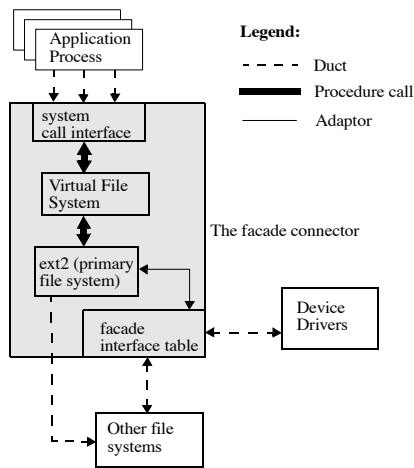 Application
Process
Legend:
Duct
Procedure call
Adaptor
system
call interface
Virtual File
System
The facade connector
ext2 (primary
file system)
Device
Drivers
facade
interface table
Other file
systems